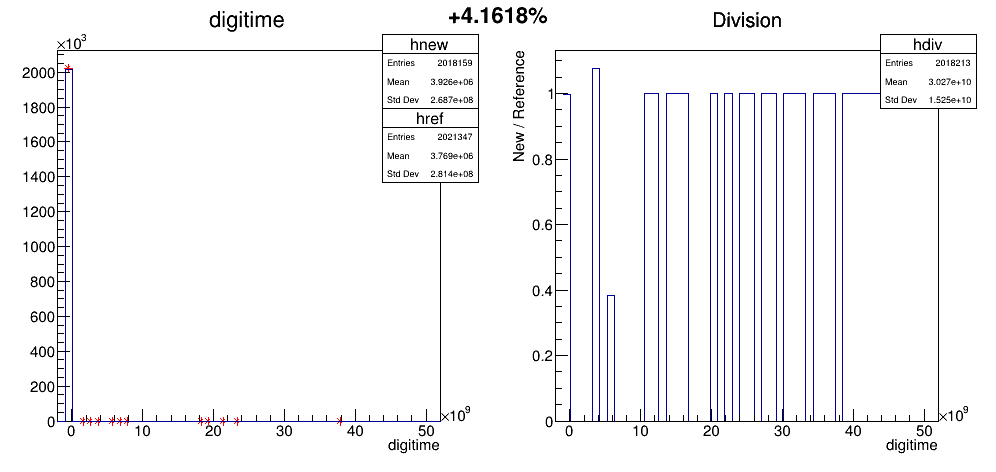 +4.1618%
digitime
×10³
2000
1800
1600
1400
1200
1000
800
600
400
200
0
0 10 20 30 40 50
×10⁹
digitime
hnew
Entries 2018159
Mean 3.926e+06
Std Dev 2.687e+08
href
Entries 2021347
Mean 3.769e+06
Std Dev 2.814e+08
Division
New / Reference
1
0.8
0.6
0.4
0.2
0
0 10 20 30 40 50
×10⁹
digitime
hdiv
Entries 2018213
Mean 3.027e+10
Std Dev 1.525e+10